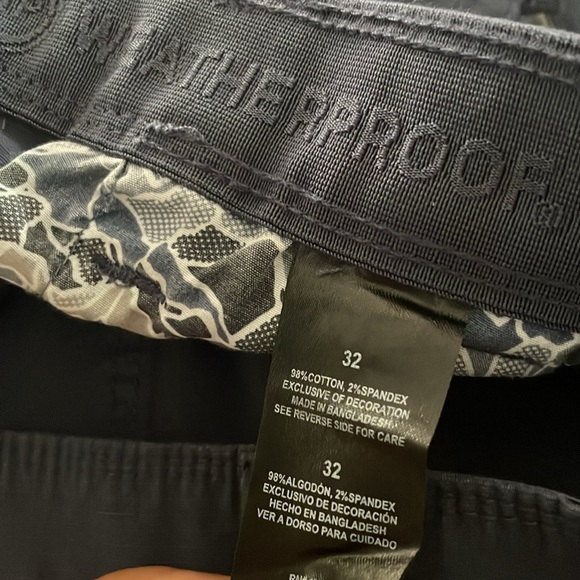 WEATHERPROOF
32
98%COTTON, 2%SPANDEX
EXCLUSIVE OF DECORATION
MADE IN BANGLADESH
SEE REVERSE SIDE FOR CARE
32
98%ALGODÓN, 2%SPANDEX
EXCLUSIVO DE DECORACIÓN
HECHO EN BANGLADESH
VER A DORSO PARA CUIDADO